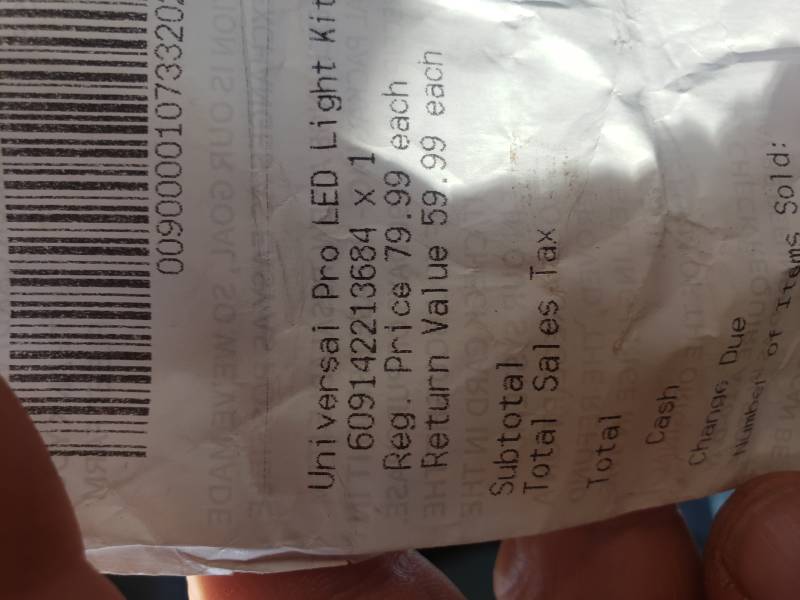 0090000010733202
Universal Pro LED Light Kit
609142213684 x 1
Reg. Price 79.99 each
Return Value 59.99 each
Subtotal
Total Sales Tax
Total
Cash
Change Due
Number of Items Sold: